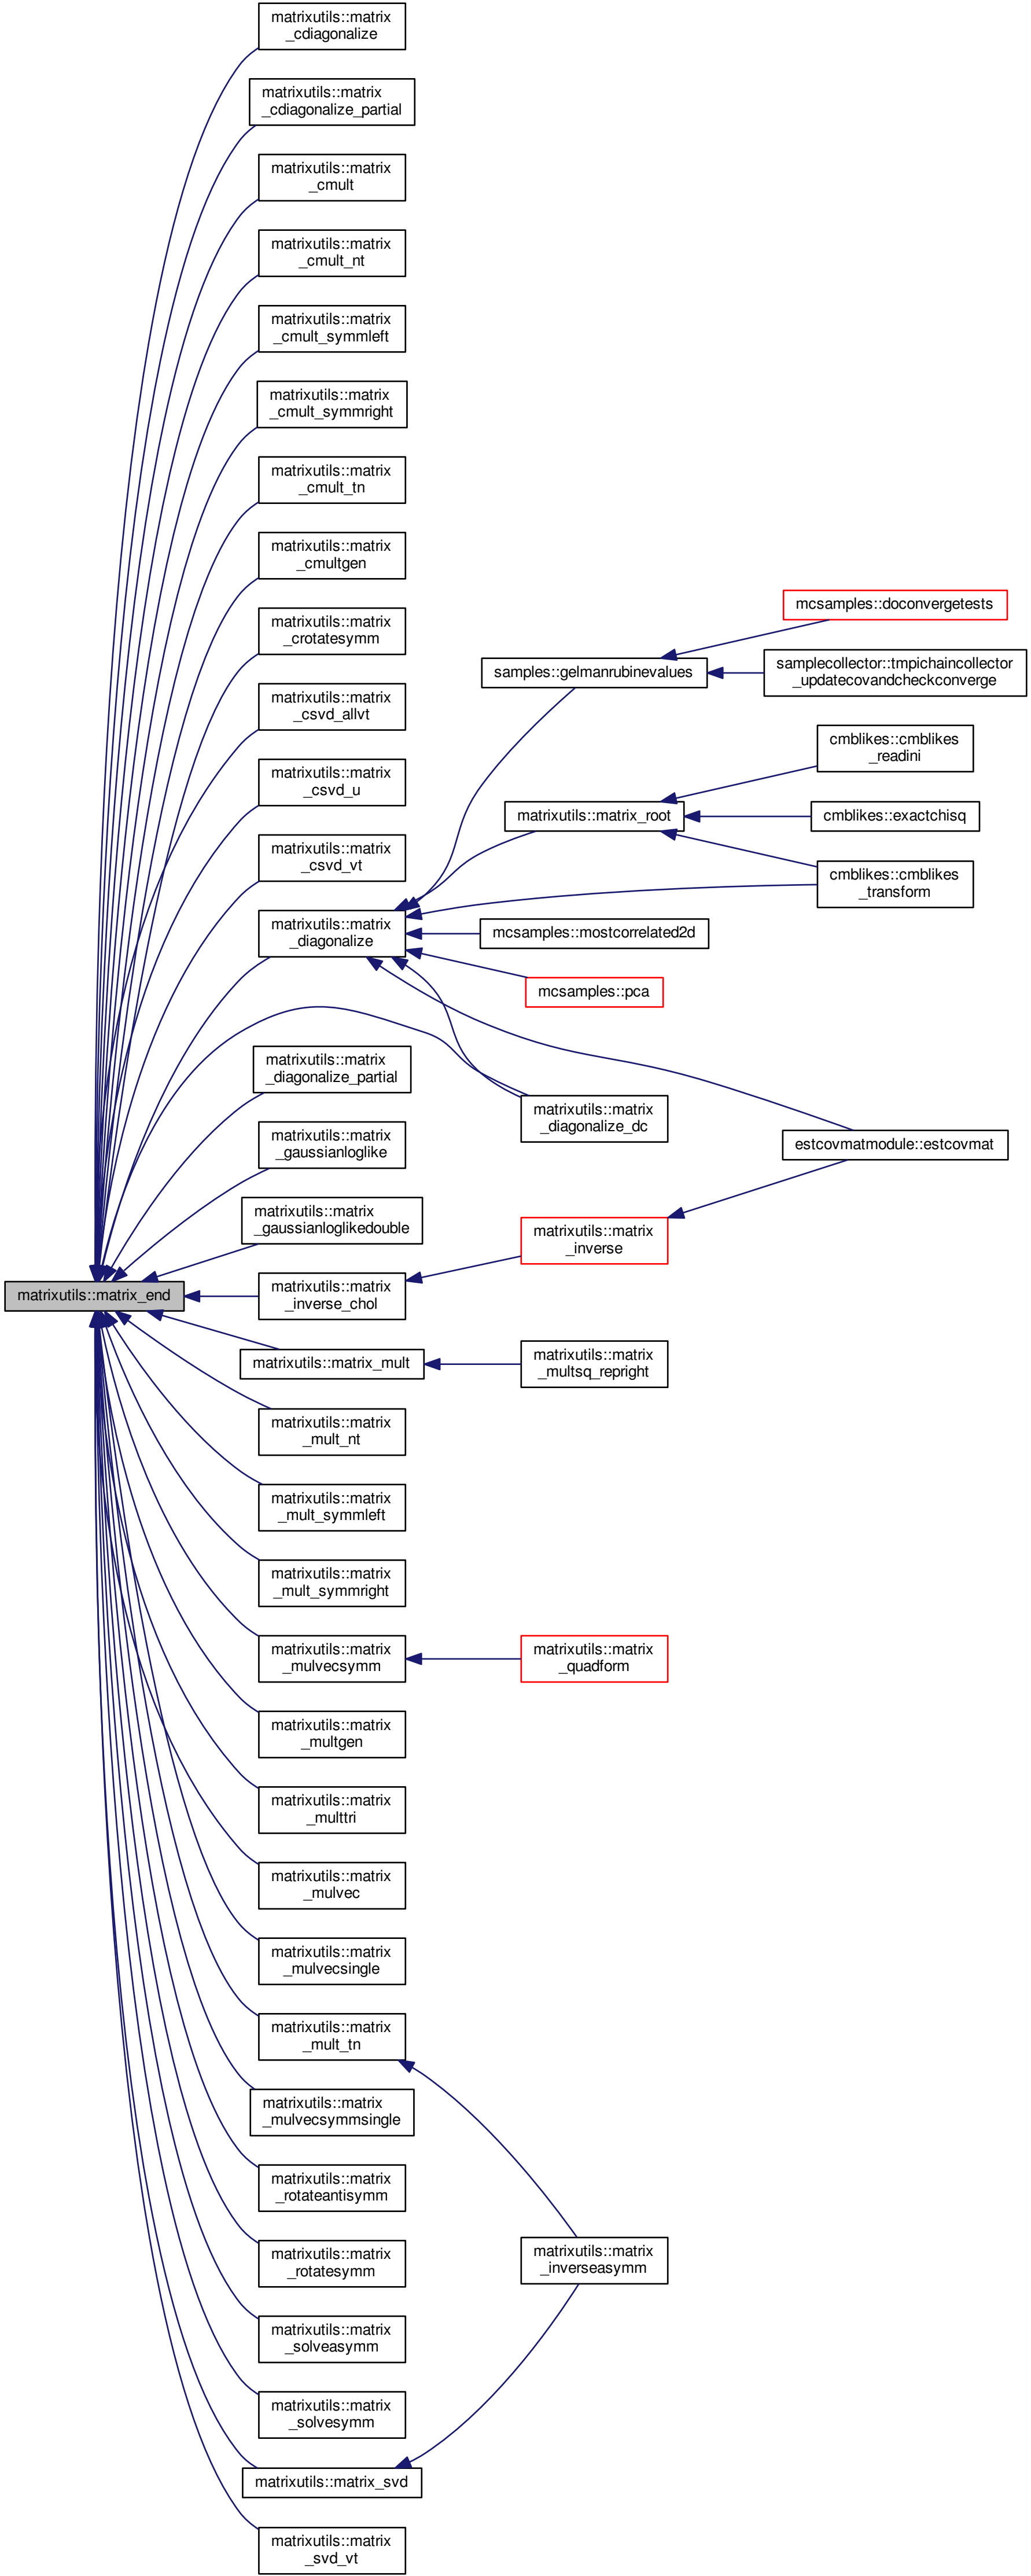 matrixutils::matrix
_cdiagonalize
matrixutils::matrix
_cdiagonalize_partial
matrixutils::matrix
_cmult
matrixutils::matrix
_cmult_nt
matrixutils::matrix
_cmult_symmleft
matrixutils::matrix
_cmult_symmright
matrixutils::matrix
_cmult_tn
matrixutils::matrix
_cmultgen
matrixutils::matrix
_crotatesymm
matrixutils::matrix
_csvd_allvt
matrixutils::matrix
_csvd_u
matrixutils::matrix
_csvd_vt
matrixutils::matrix
_diagonalize
mcsamples::doconvergetests
samples::gelmanrubinevalues
samplecollector::tmpichaincollector
_updatecovandcheckconverge
cmblikes::cmblikes
_readini
matrixutils::matrix_root
cmblikes::exactchisq
cmblikes::cmblikes
_transform
mcsamples::mostcorrelated2d
mcsamples::pca
matrixutils::matrix
_diagonalize_partial
matrixutils::matrix
_diagonalize_dc
matrixutils::matrix
_gaussianloglike
estcovmatmodule::estcovmat
matrixutils::matrix
_gaussianloglikedouble
matrixutils::matrix
_inverse
matrixutils::matrix_end
matrixutils::matrix
_inverse_chol
matrixutils::matrix_mult
matrixutils::matrix
_multsq_repright
matrixutils::matrix
_mult_nt
matrixutils::matrix
_mult_symmleft
matrixutils::matrix
_mult_symmright
matrixutils::matrix
_mulvecsymm
matrixutils::matrix
_quadform
matrixutils::matrix
_multgen
matrixutils::matrix
_multtri
matrixutils::matrix
_mulvec
matrixutils::matrix
_mulvecsingle
matrixutils::matrix
_mult_tn
matrixutils::matrix
_mulvecsymmsingle
matrixutils::matrix
_rotateantisymm
matrixutils::matrix
_rotatesymm
matrixutils::matrix
_inverseasymm
matrixutils::matrix
_solveasymm
matrixutils::matrix
_solvesymm
matrixutils::matrix_svd
matrixutils::matrix
_svd_vt